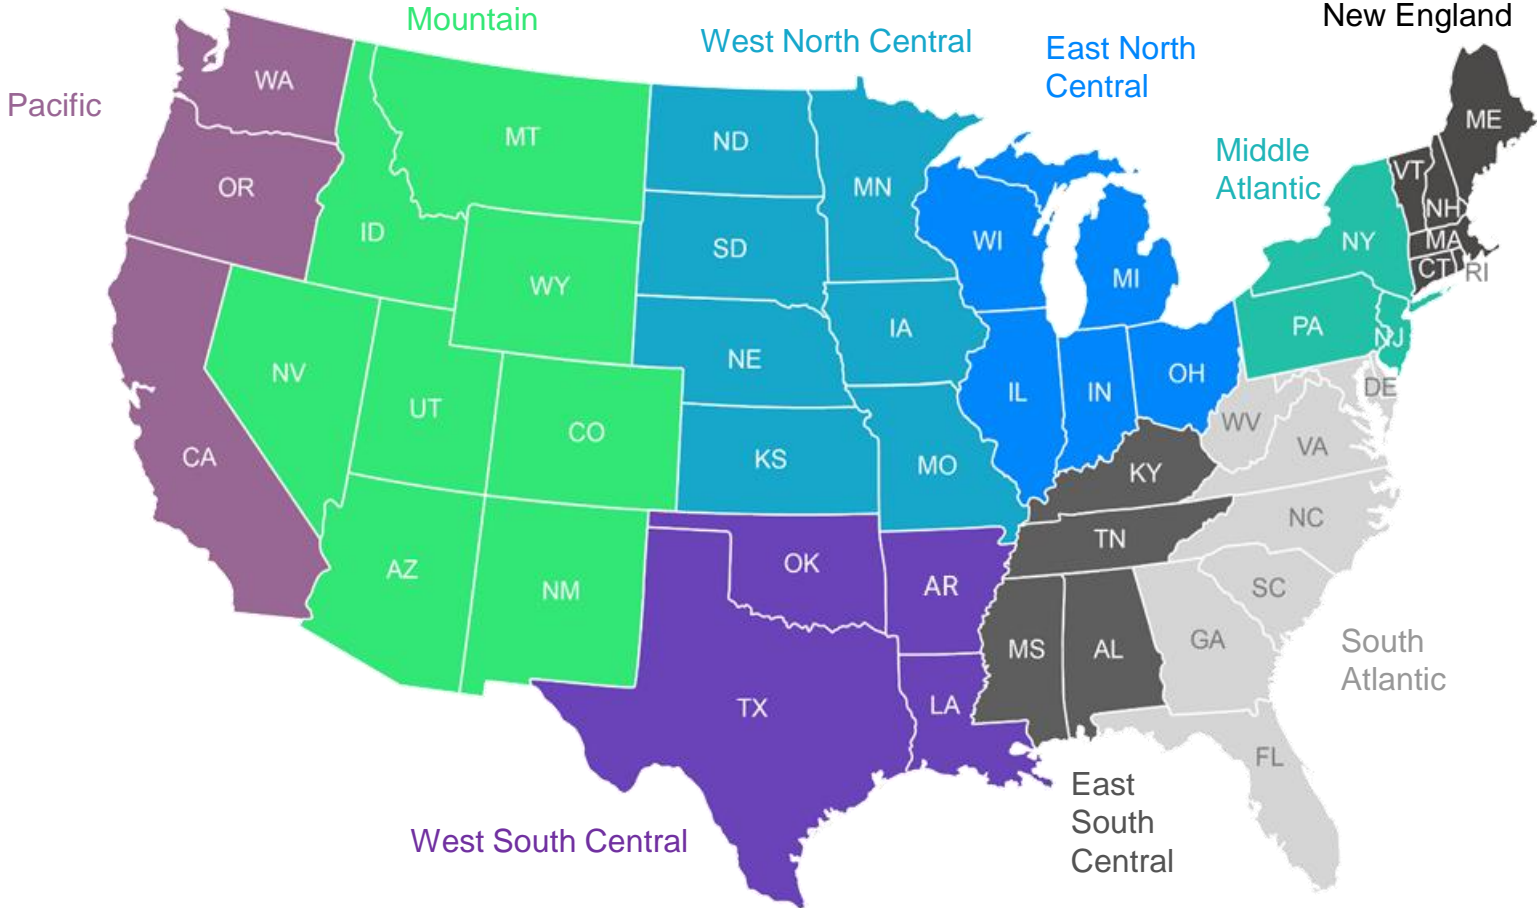 New England
Mountain
West North Central
East North
Central
Pacific
WA
MT
ND
MN
ME
Middle
Atlantic
OR
ID
SD
WI
MI
NY
VT
NH
MA
CT
RI
WY
IA
PA
NJ
NV
UT
CO
NE
IL
IN
OH
DE
WV
VA
CA
KS
MO
KY
NC
TN
AZ
NM
OK
AR
SC
MS
AL
GA
South
Atlantic
TX
LA
FL
East
South
Central
West South Central